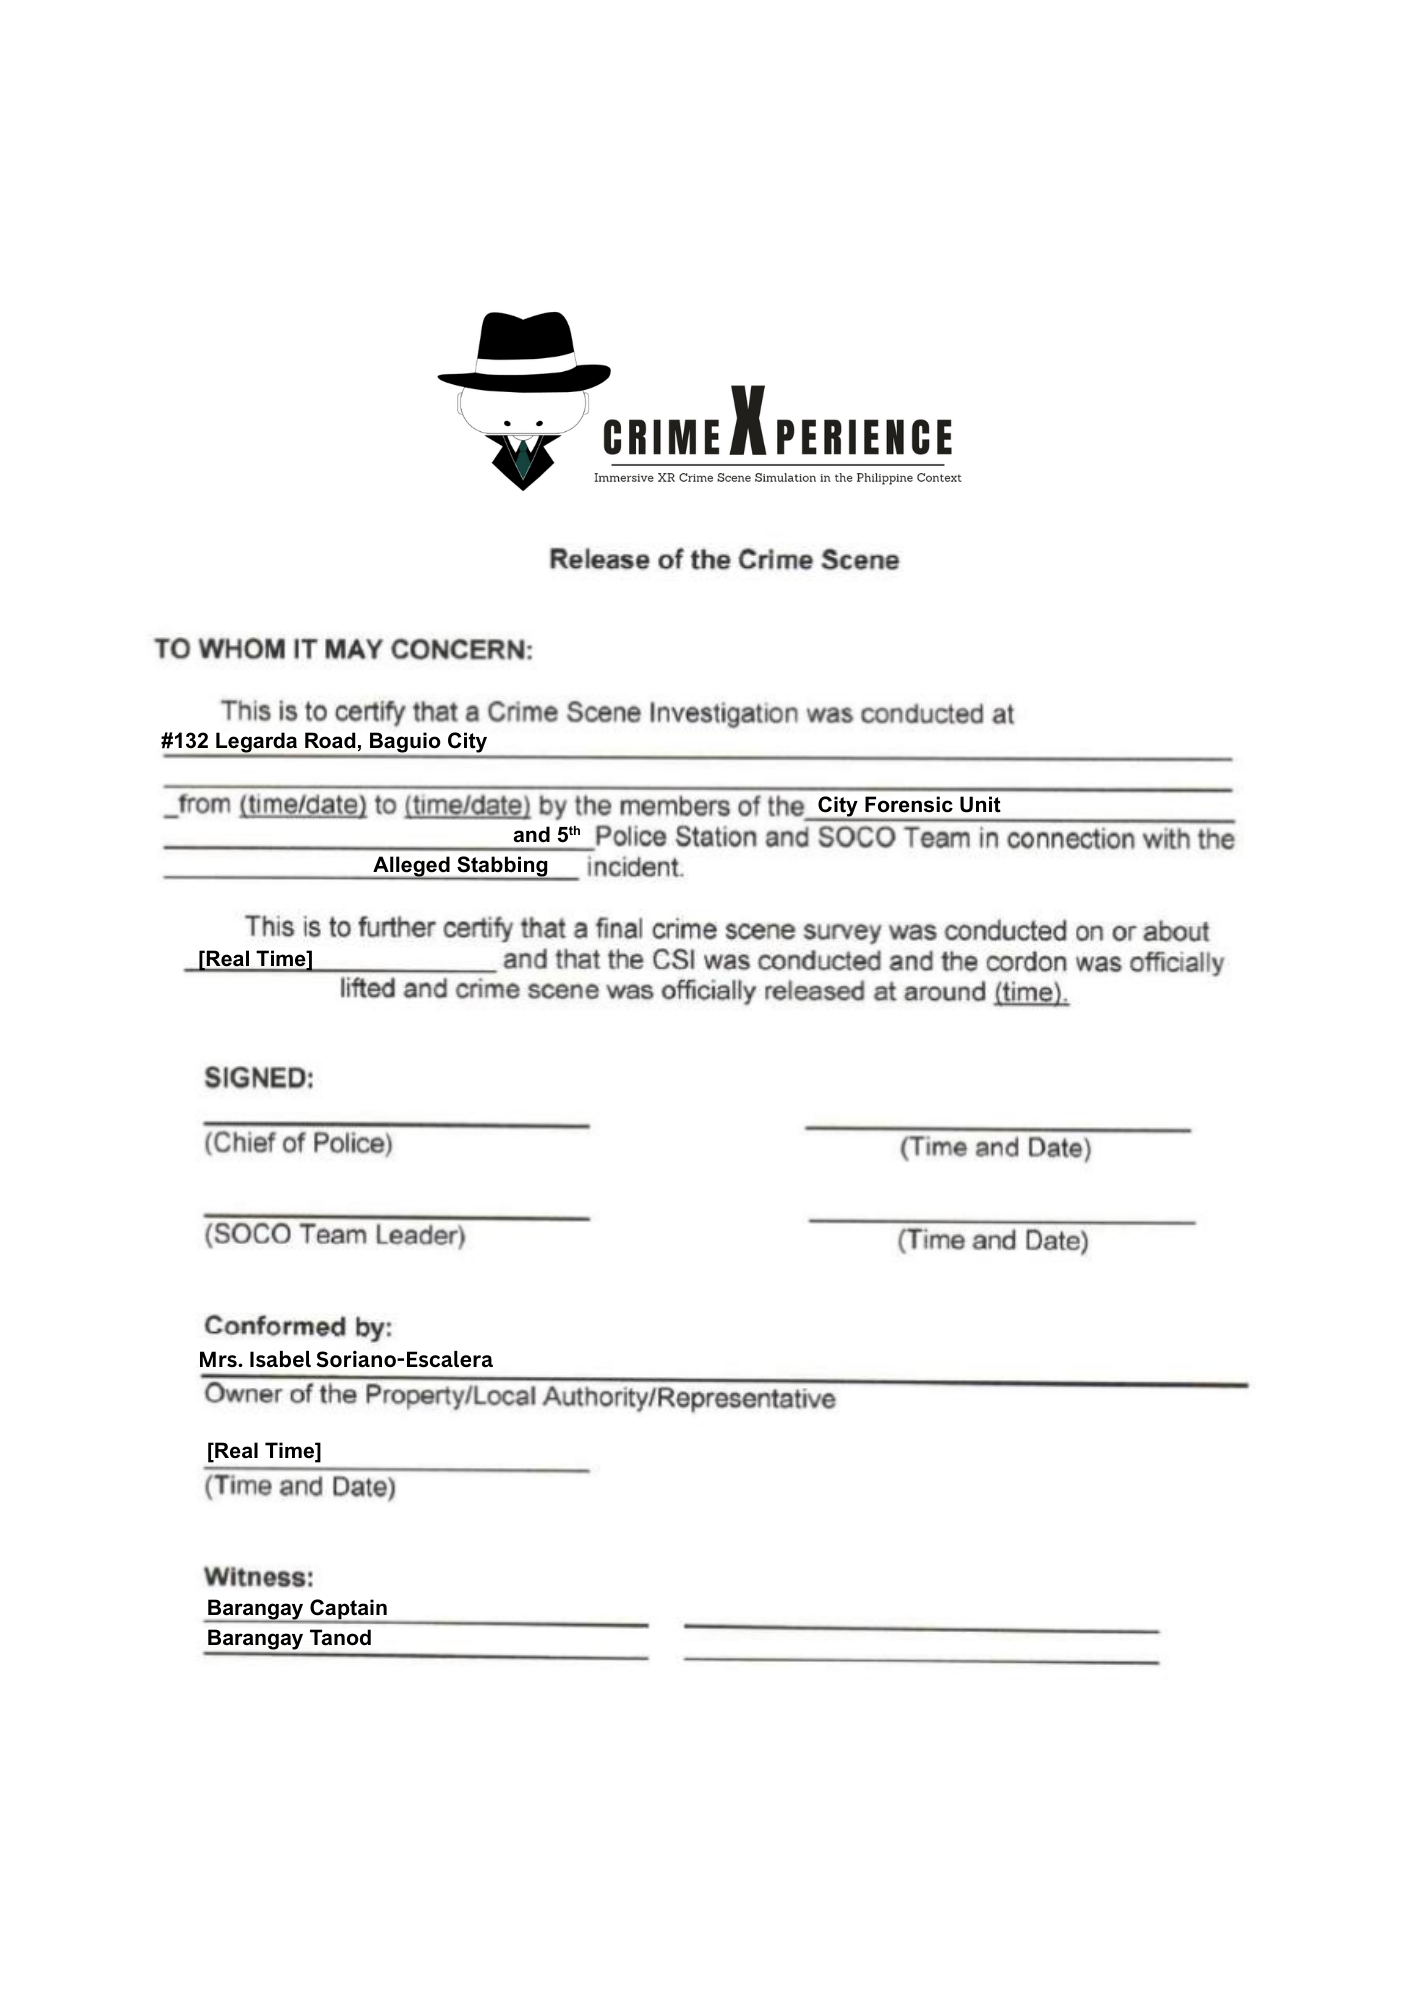 CRIMEXPERIENCE
Immersive XR Crime Scene Simulation in the Philippine Context
Release of the Crime Scene
TO WHOM IT MAY CONCERN:
This is to certify that a Crime Scene Investigation was conducted at
#132 Legarda Road, Baguio City
_from (time/date) to (time/date) by the members of the City Forensic Unit
and 5th Police Station and SOCO Team in connection with the
Alleged Stabbing incident.
This is to further certify that a final crime scene survey was conducted on or about
[Real Time] and that the CSI was conducted and the cordon was officially
lifted and crime scene was officially released at around (time).
SIGNED:
(Chief of Police) (Time and Date)
(SOCO Team Leader) (Time and Date)
Conformed by:
Mrs. Isabel Soriano-Escalera
Owner of the Property/Local Authority/Representative
[Real Time]
(Time and Date)
Witness:
Barangay Captain
Barangay Tanod